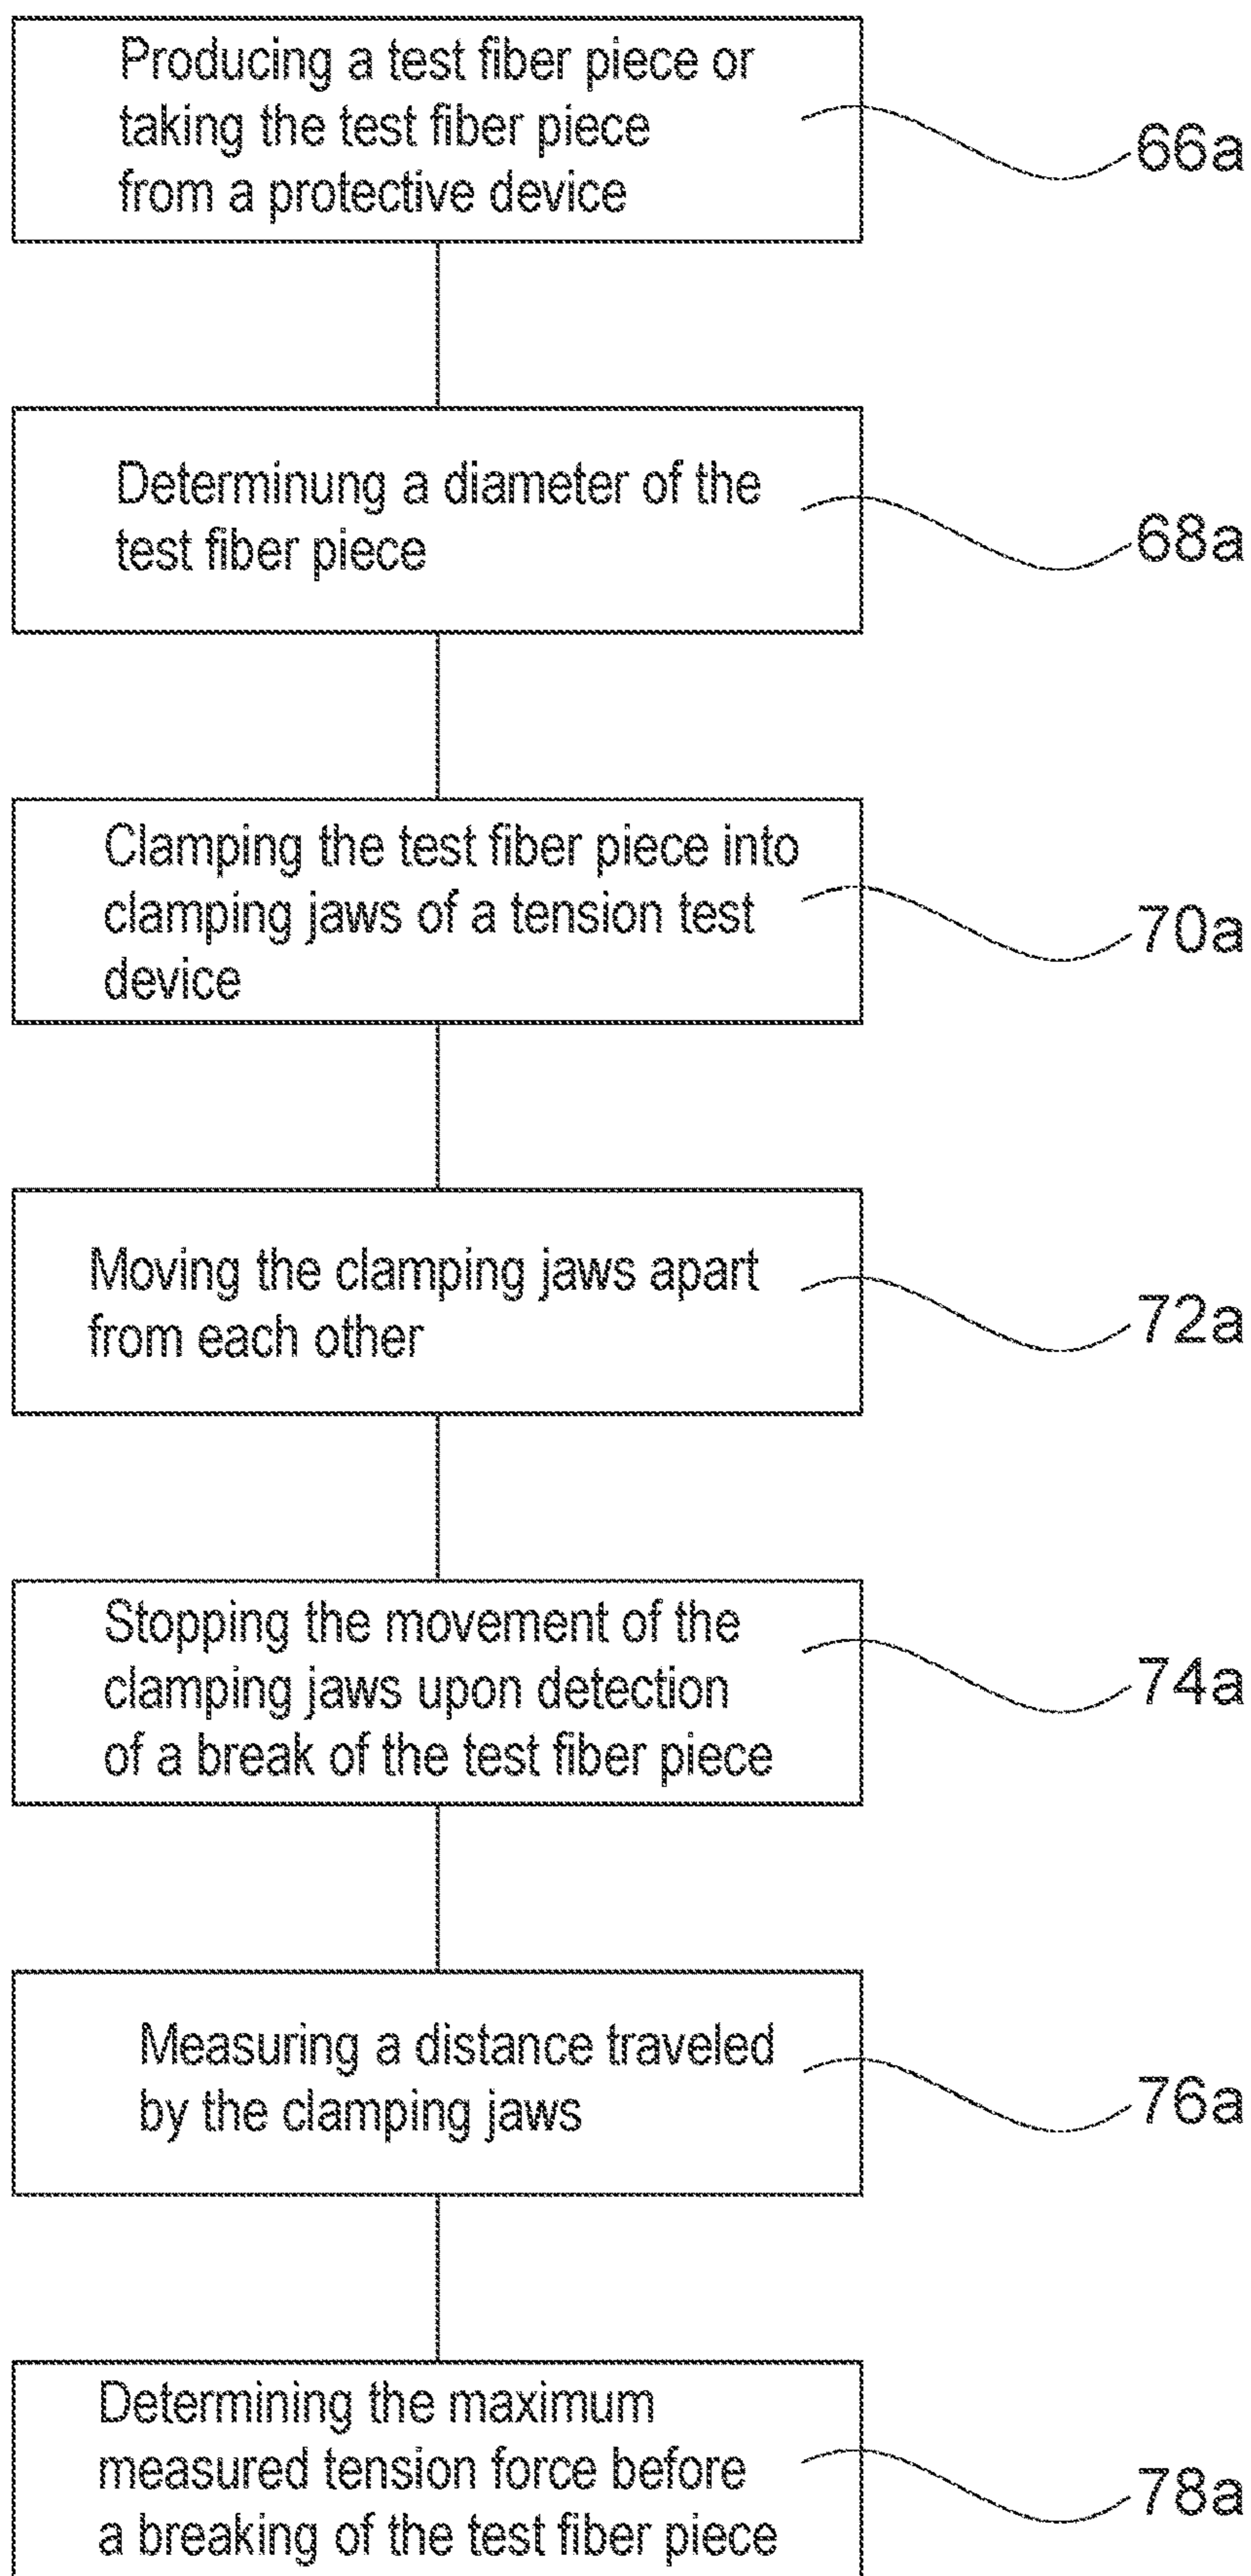 Producing a test fiber piece or
taking the test fiber piece
from a protective device
66a
Determinung a diameter of the
test fiber piece
68a
Clamping the test fiber piece into
clamping jaws of a tension test
device
70a
Moving the clamping jaws apart
from each other
72a
Stopping the movement of the
clamping jaws upon detection
of a break of the test fiber piece
74a
Measuring a distance traveled
by the clamping jaws
76a
Determining the maximum
measured tension force before
a breaking of the test fiber piece
78a